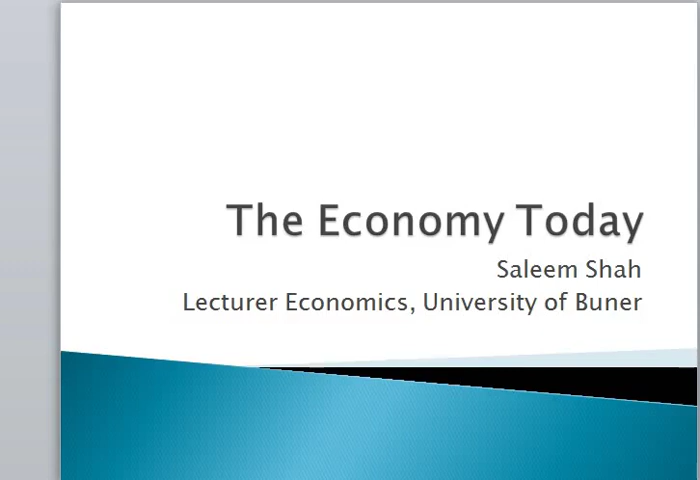 The Economy Today
Saleem Shah
Lecturer Economics, University of Buner